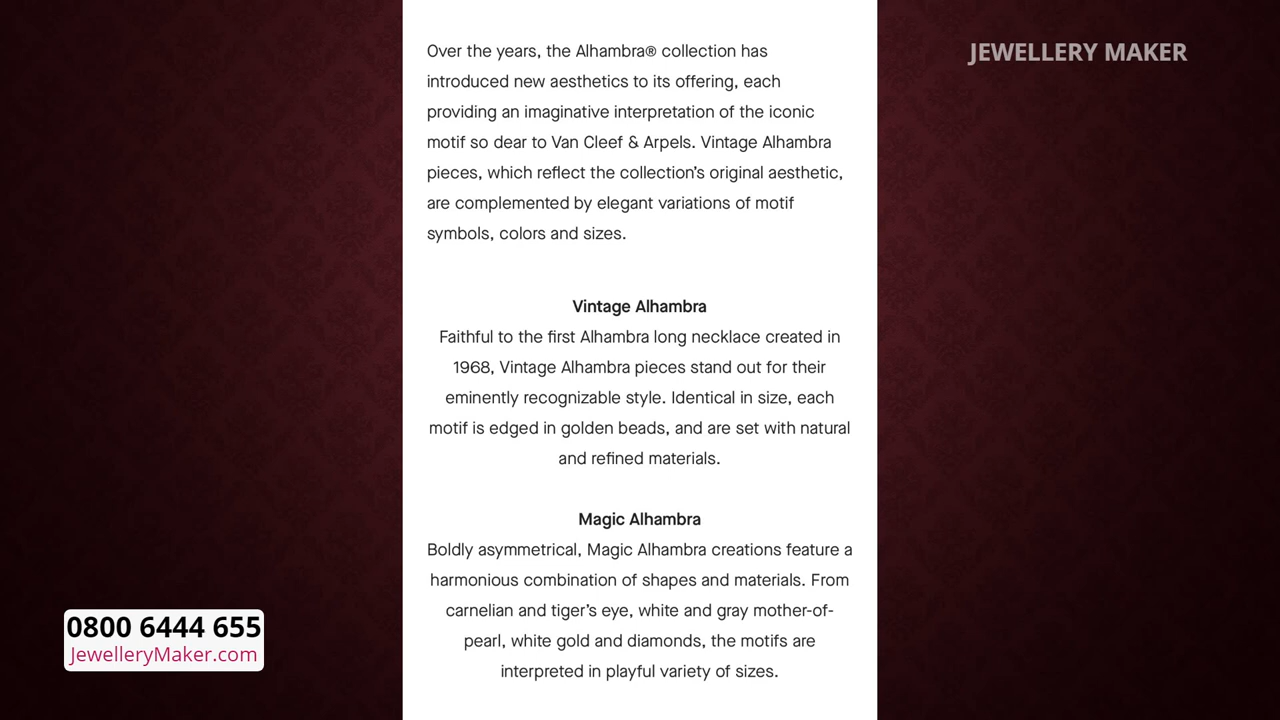 JEWELLERY MAKER
Over the years, the Alhambra® collection has
introduced new aesthetics to its offering, each
providing an imaginative interpretation of the iconic
motif so dear to Van Cleef & Arpels. Vintage Alhambra
pieces, which reflect the collection’s original aesthetic,
are complemented by elegant variations of motif
symbols, colors and sizes.
Vintage Alhambra
Faithful to the first Alhambra long necklace created in
1968, Vintage Alhambra pieces stand out for their
eminently recognizable style. Identical in size, each
motif is edged in golden beads, and are set with natural
and refined materials.
Magic Alhambra
Boldly asymmetrical, Magic Alhambra creations feature a
harmonious combination of shapes and materials. From
carnelian and tiger’s eye, white and gray mother-of-
pearl, white gold and diamonds, the motifs are
interpreted in playful variety of sizes.
0800 6444 655
JewelleryMaker.com